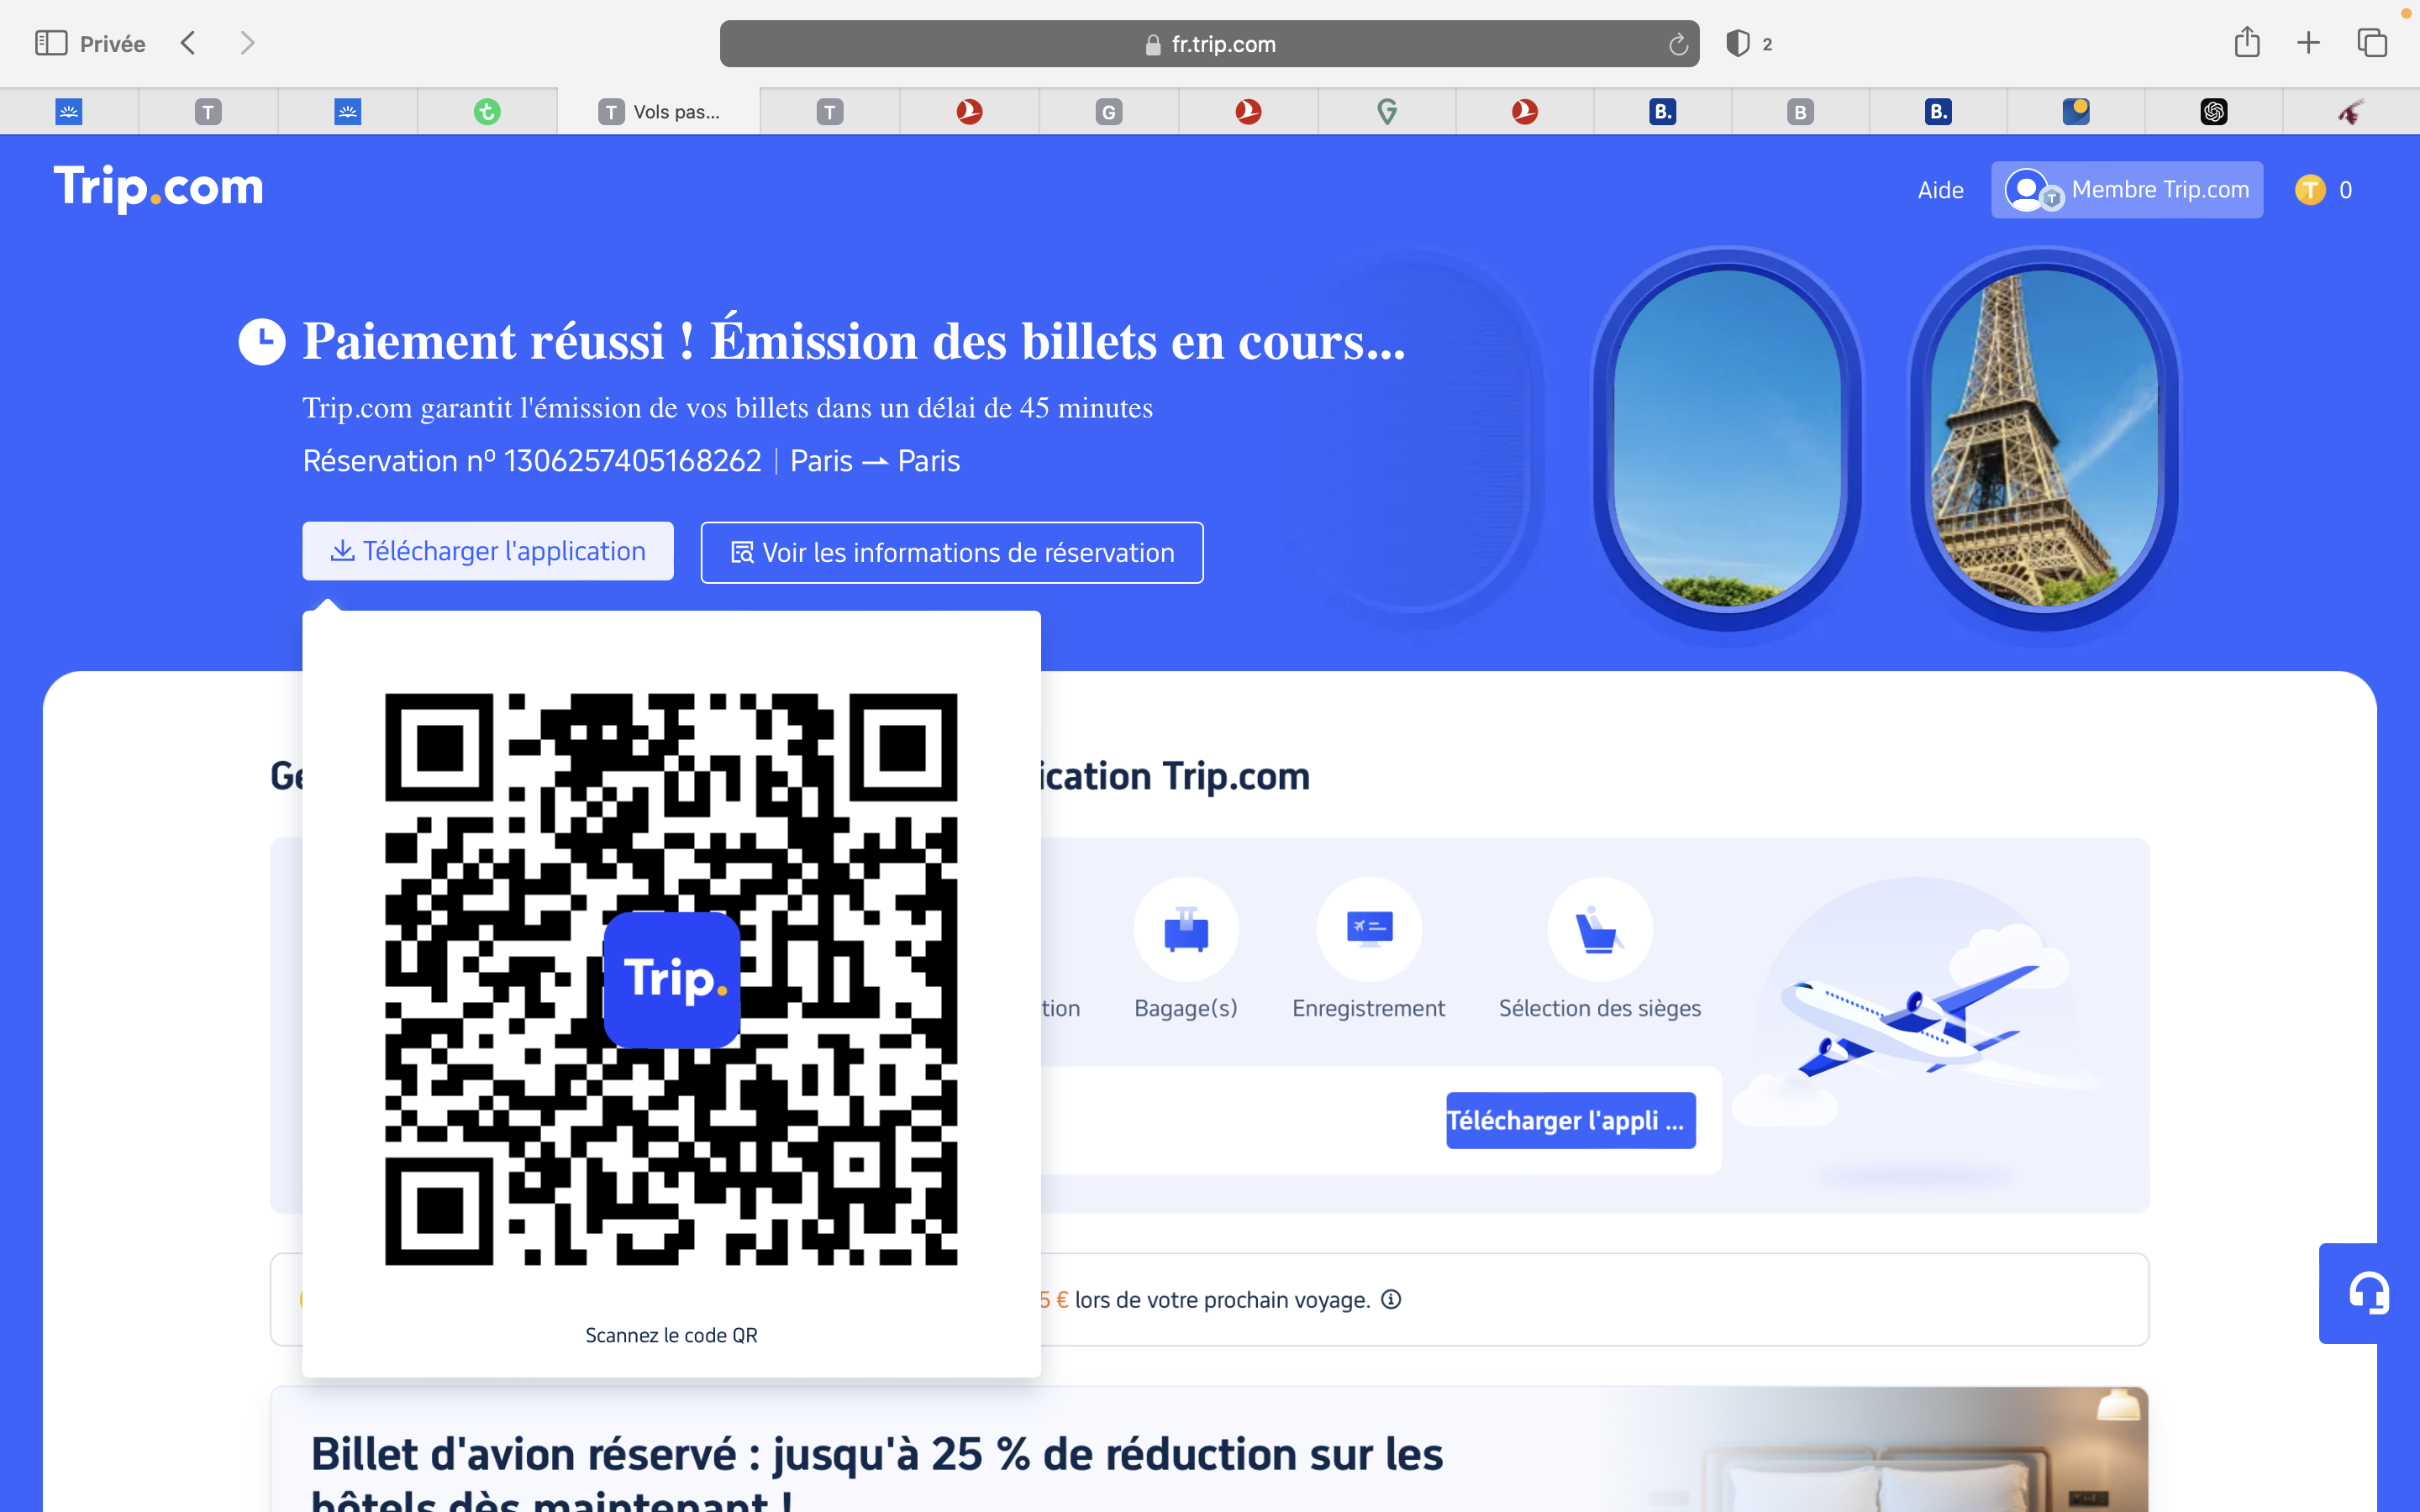 Privée
fr.trip.com
2
T
T Vols pas...
T
G
B.
B
B.
Trip.com
Aide
Membre Trip.com
T 0
Paiement réussi ! Émission des billets en cours...
Trip.com garantit l'émission de vos billets dans un délai de 45 minutes
Réservation nº 1306257405168262 | Paris → Paris
Télécharger l'application
Voir les informations de réservation
ication Trip.com
Trip.
tion
Bagage(s)
Enregistrement
Sélection des sièges
Télécharger l'appli ...
5 € lors de votre prochain voyage.
Scannez le code QR
Billet d'avion réservé : jusqu'à 25 % de réduction sur les
hôtels dès maintenant !